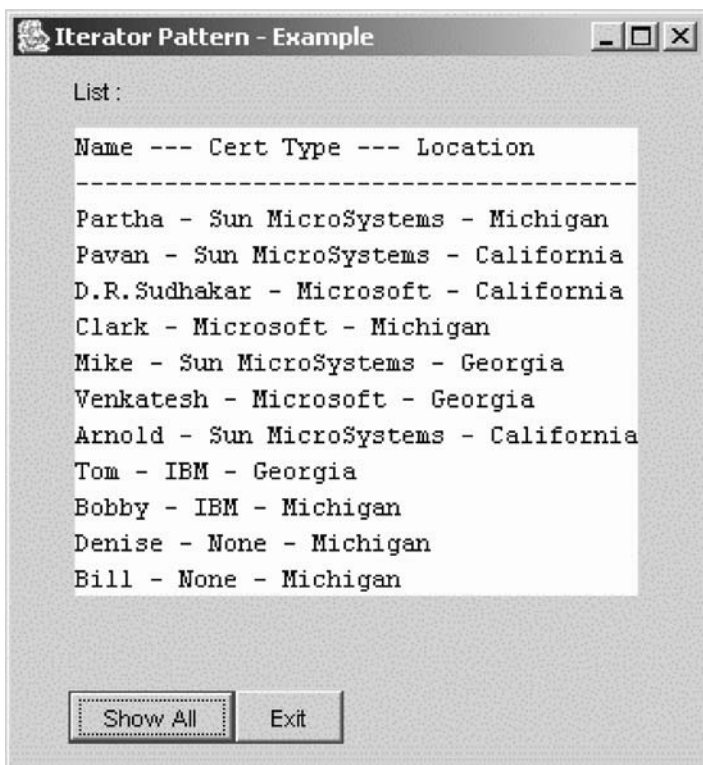 Iterator Pattern - Example
List :
Name --- Cert Type --- Location
--------------------------------------
Partha - Sun MicroSystems - Michigan
Pavan - Sun MicroSystems - California
D.R.Sudhakar - Microsoft - California
Clark - Microsoft - Michigan
Mike - Sun MicroSystems - Georgia
Venkatesh - Microsoft - Georgia
Arnold - Sun MicroSystems - California
Tom - IBM - Georgia
Bobby - IBM - Michigan
Denise - None - Michigan
Bill - None - Michigan
Show All Exit